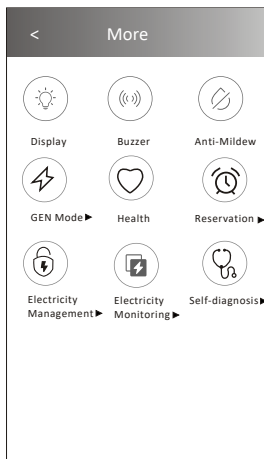 < More
Display Buzzer Anti-Mildew
GEN Mode▶ Health Reservation▶
Electricity Electricity Self-diagnosis▶
Management▶ Monitoring▶